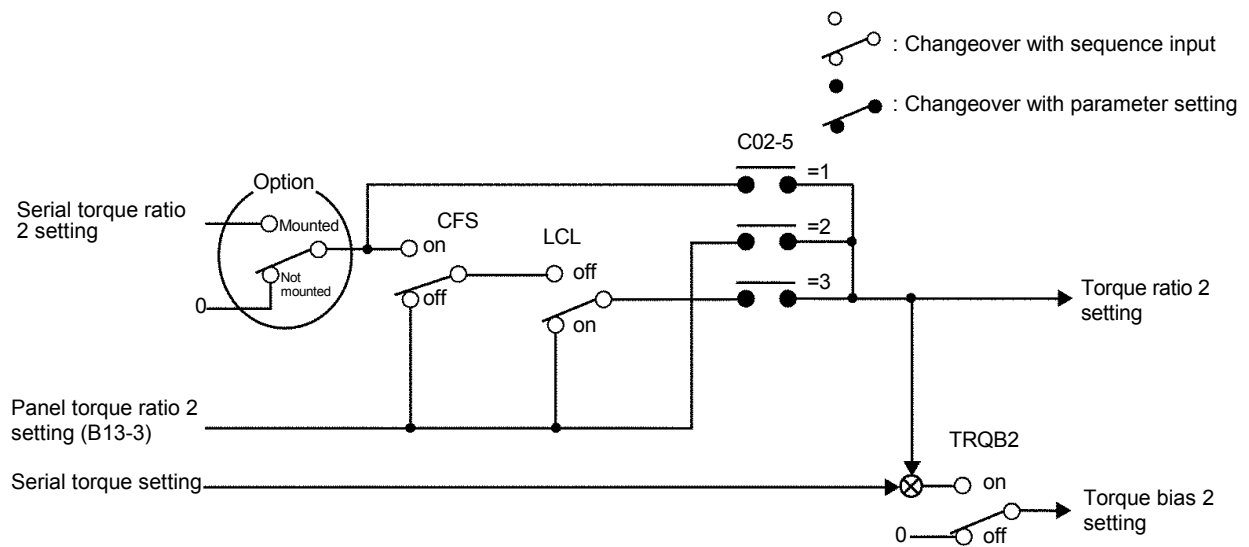 : Changeover with sequence input
: Changeover with parameter setting
C02-5
=1
Option
Serial torque ratio
2 setting
Mounted
CFS
on
=2
LCL
off
Not
mounted
off
=3
0
on
Torque ratio 2
setting
Panel torque ratio 2
setting (B13-3)
TRQB2
Serial torque setting
on
Torque bias 2
setting
0
off